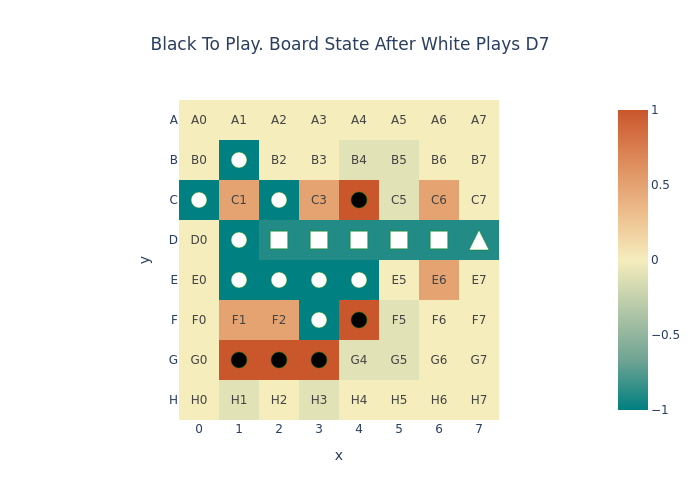 Black To Play. Board State After White Plays D7
A A0 A1 A2 A3 A4 A5 A6 A7
B B0 B2 B3 B4 B5 B6 B7
C C1 C3 C5 C6 C7
D D0
E E0 E5 E6 E7
F F0 F1 F2 F5 F6 F7
G G0 G4 G5 G6 G7
H H0 H1 H2 H3 H4 H5 H6 H7
0 1 2 3 4 5 6 7
x
y
1
0.5
0
−0.5
−1